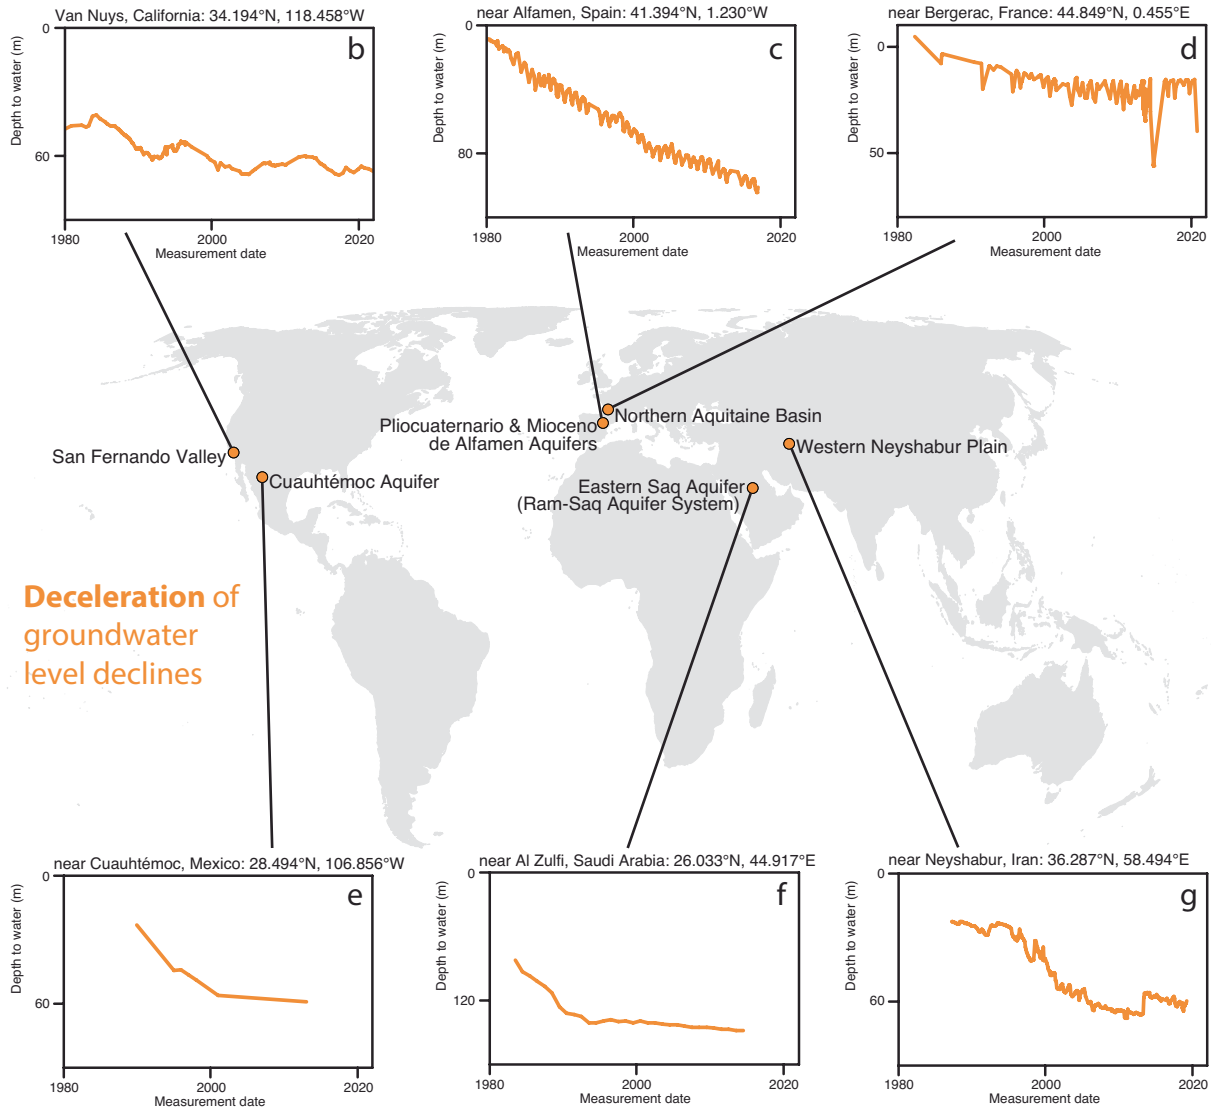 Van Nuys, California: 34.194°N, 118.458°W
b
Depth to water (m)
0
60
1980
2000
2020
Measurement date
near Alfamen, Spain: 41.394°N, 1.230°W
c
Depth to water (m)
0
80
1980
2000
2020
Measurement date
near Bergerac, France: 44.849°N, 0.455°E
d
Depth to water (m)
0
50
1980
2000
2020
Measurement date
Northern Aquitaine Basin
Pliocuaternario & Mioceno
de Alfamen Aquifers
San Fernando Valley
Western Neyshabur Plain
Cuauhtémoc Aquifer
Eastern Saq Aquifer
(Ram-Saq Aquifer System)
Deceleration of
groundwater
level declines
near Cuauhtémoc, Mexico: 28.494°N, 106.856°W
e
Depth to water (m)
0
60
1980
2000
2020
Measurement date
near Al Zulfi, Saudi Arabia: 26.033°N, 44.917°E
f
Depth to water (m)
0
120
1980
2000
2020
Measurement date
near Neyshabur, Iran: 36.287°N, 58.494°E
g
Depth to water (m)
0
60
1980
2000
2020
Measurement date